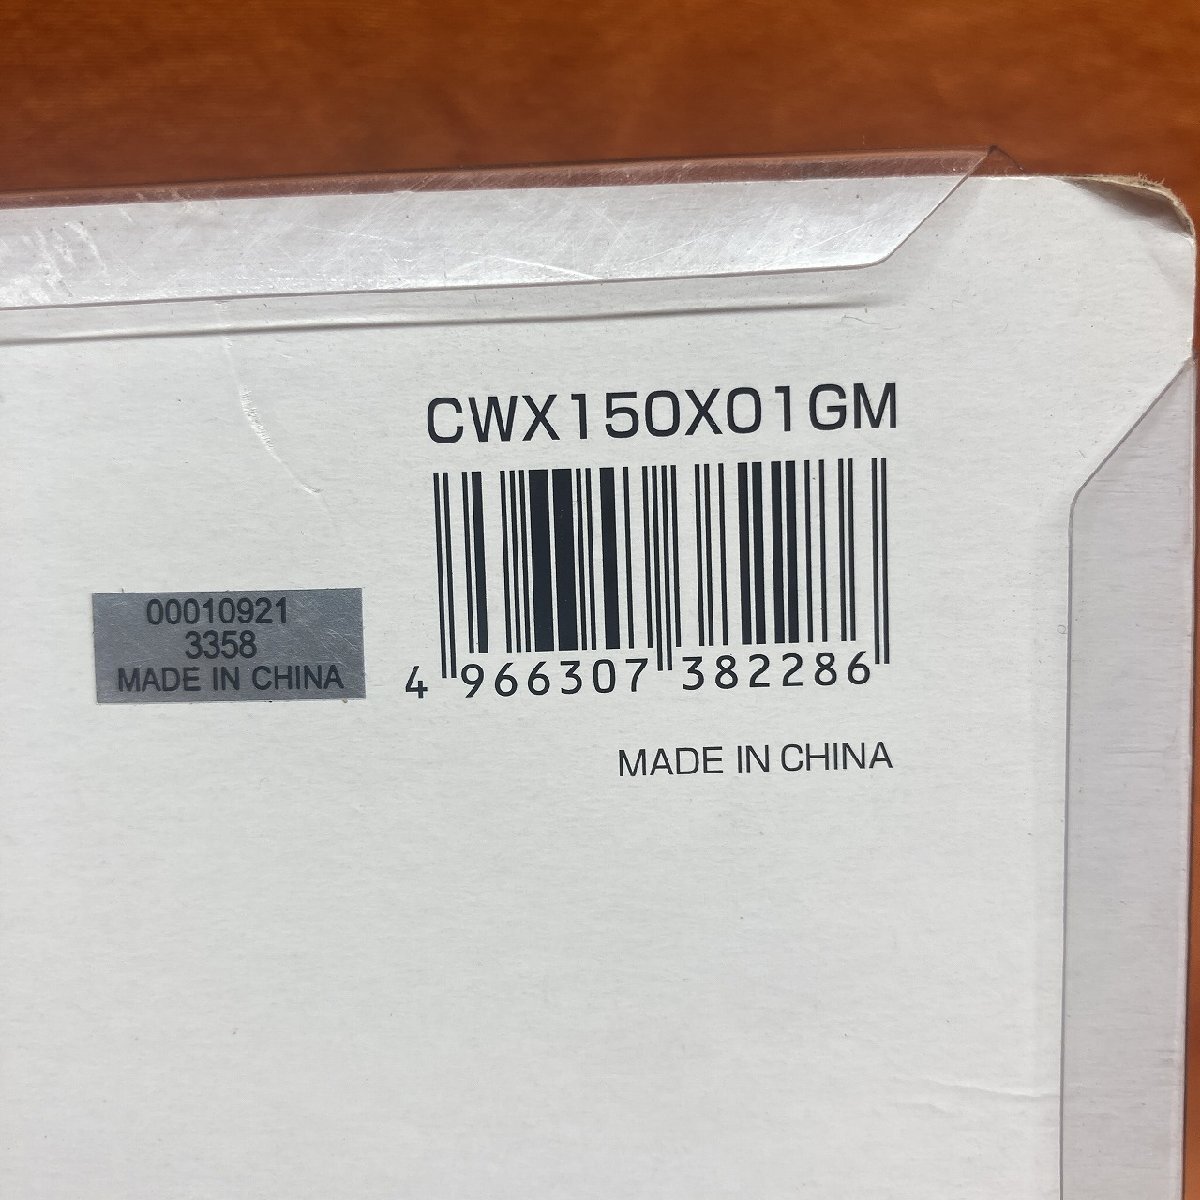 CWX150X01GM
00010921
3358
MADE IN CHINA
4 966307 382286
MADE IN CHINA